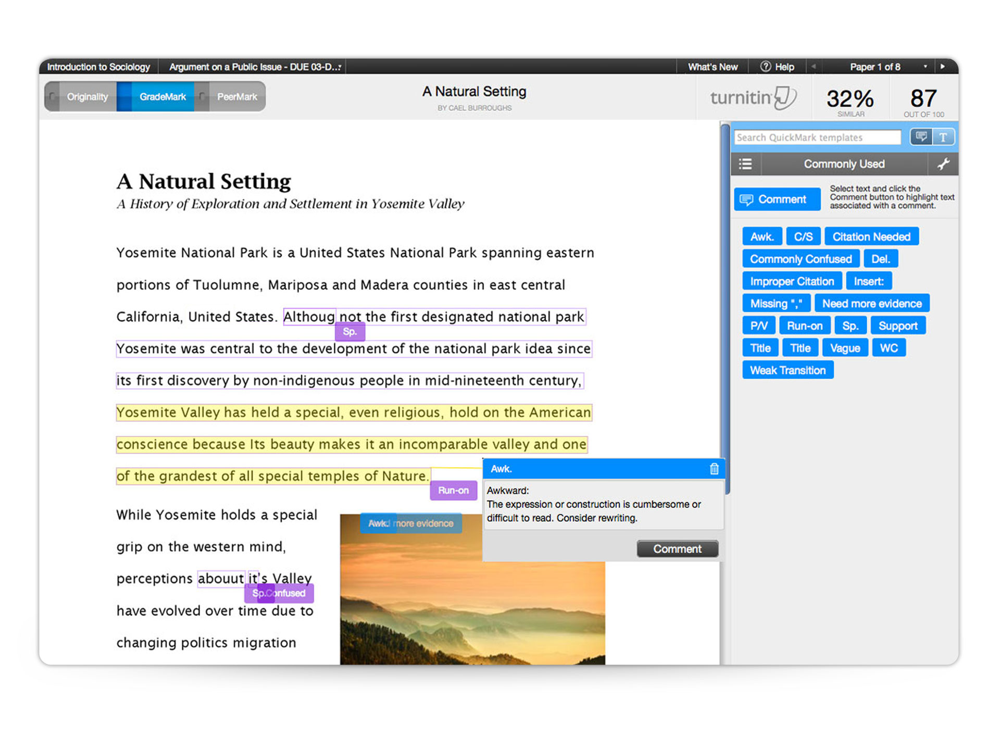 Introduction to Sociology
Argument on a Public Issue - DUE 03-D...
What's New
Help
Paper 1 of 8
Originality
GradeMark
PeerMark
A Natural Setting
BY CAEL BURROUGHS
turnitin
32%
SIMILAR
87
OUT OF 100
A Natural Setting
A History of Exploration and Settlement in Yosemite Valley
Yosemite National Park is a United States National Park spanning eastern
portions of Tuolumne, Mariposa and Madera counties in east central
California, United States. Althoug not the first designated national park
Sp.
Yosemite was central to the development of the national park idea since
its first discovery by non-indigenous people in mid-nineteenth century,
Yosemite Valley has held a special, even religious, hold on the American
conscience because Its beauty makes it an incomparable valley and one
of the grandest of all special temples of Nature.
Run-on
Awk.
Awkward:
The expression or construction is cumbersome or
difficult to read. Consider rewriting.
Comment
While Yosemite holds a special
grip on the western mind,
perceptions abouut it's Valley
Sp. Confused
have evolved over time due to
changing politics migration
Awk. more evidence
Search QuickMark templates
T
Commonly Used
Comment
Select text and click the
Comment button to highlight text
associated with a comment.
Awk. C/S Citation Needed
Commonly Confused Del.
Improper Citation Insert:
Missing "," Need more evidence
P/V Run-on Sp. Support
Title Title Vague WC
Weak Transition